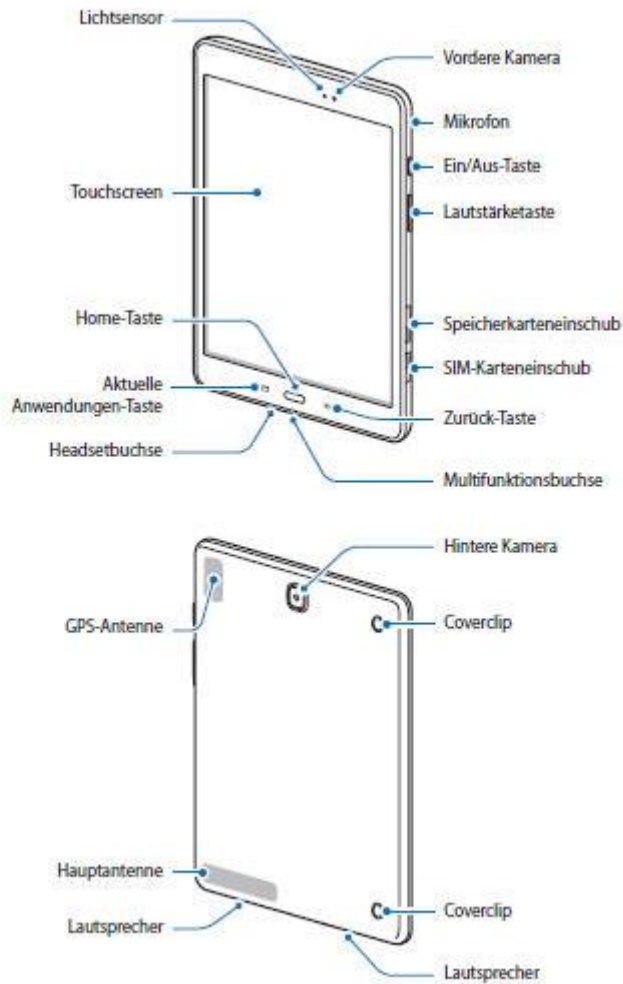 Lichtsensor
Vordere Kamera
Mikrofon
Ein/Aus-Taste
Touchscreen
Lautstärketaste
Home-Taste
Speicherkarteneinschub
SIM-Karteneinschub
Aktuelle
Anwendungen-Taste
Zurück-Taste
Headsetbuchse
Multifunktionsbuchse
Hintere Kamera
GPS-Antenne
Coverclip
Hauptantenne
Coverclip
Lautsprecher
Lautsprecher